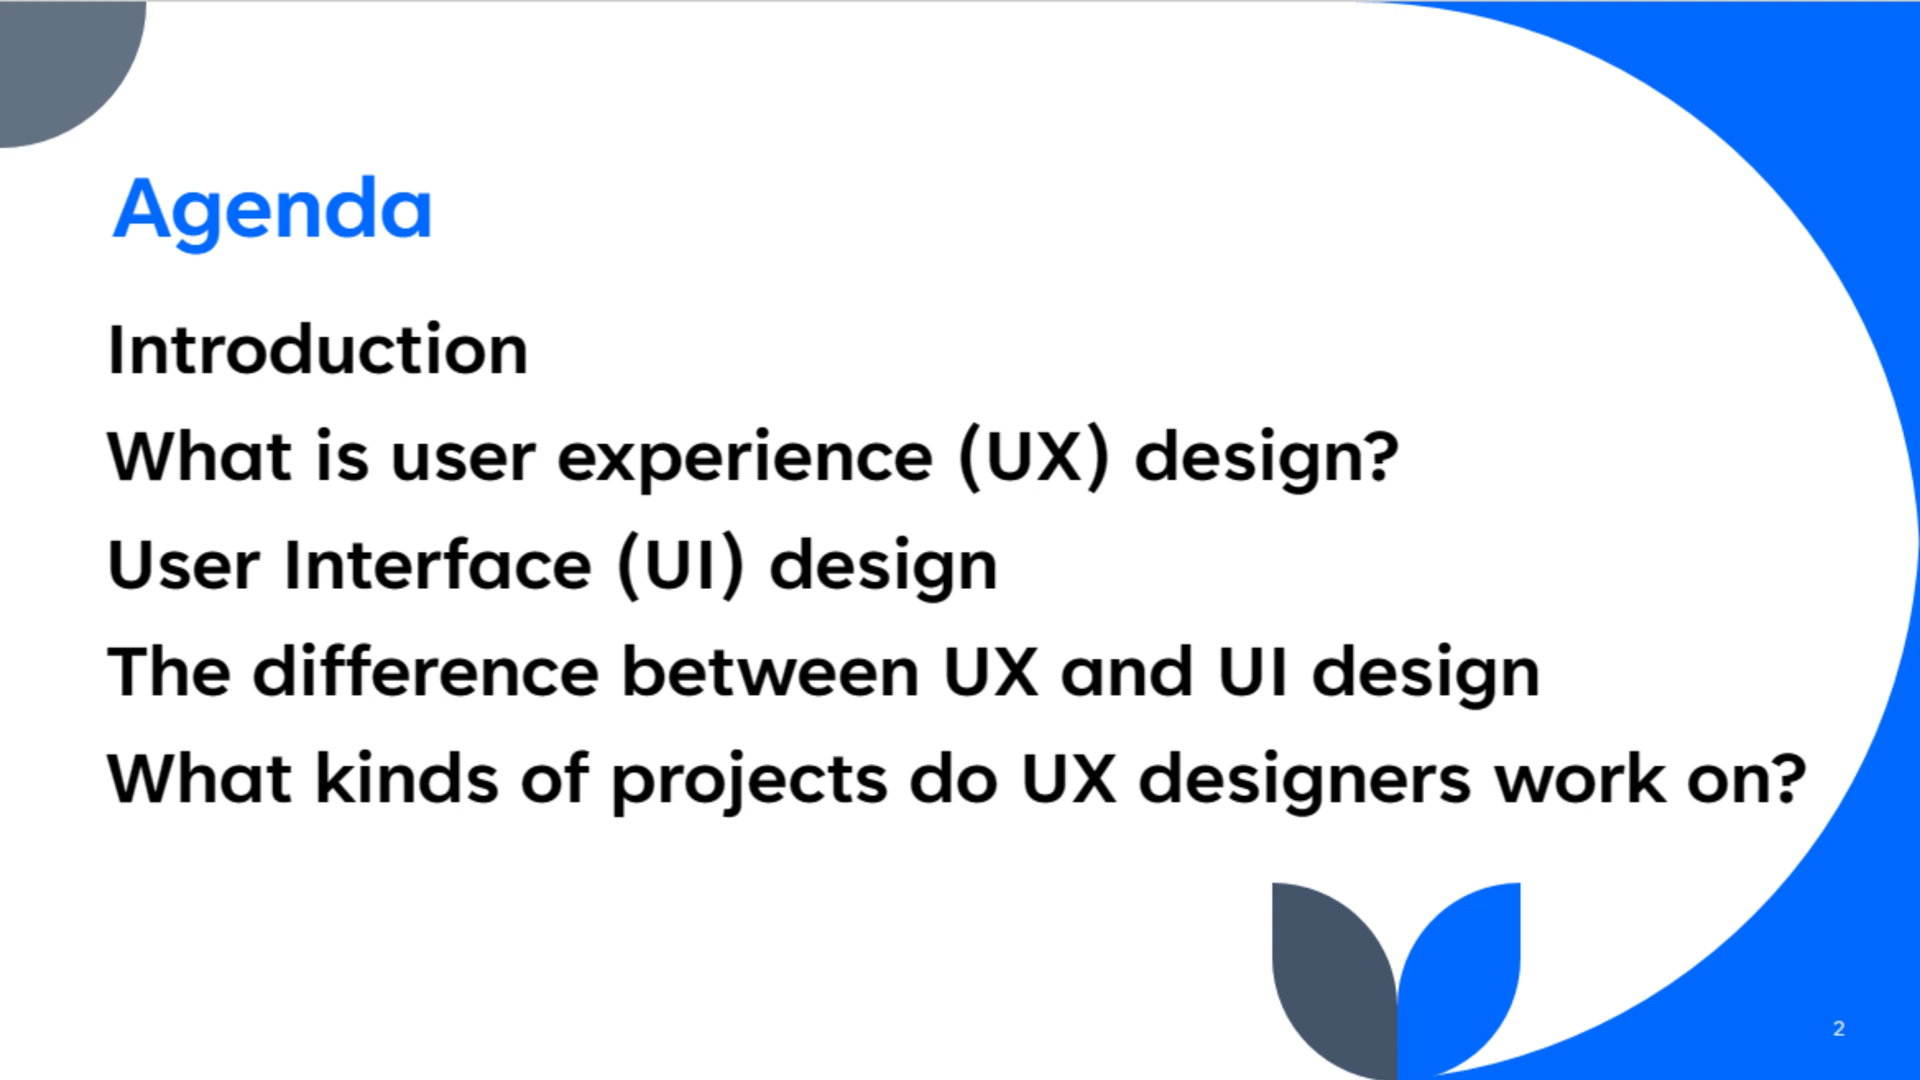 Agenda
Introduction
What is user experience (UX) design?
User Interface (UI) design
The difference between UX and UI design
What kinds of projects do UX designers work on?
2